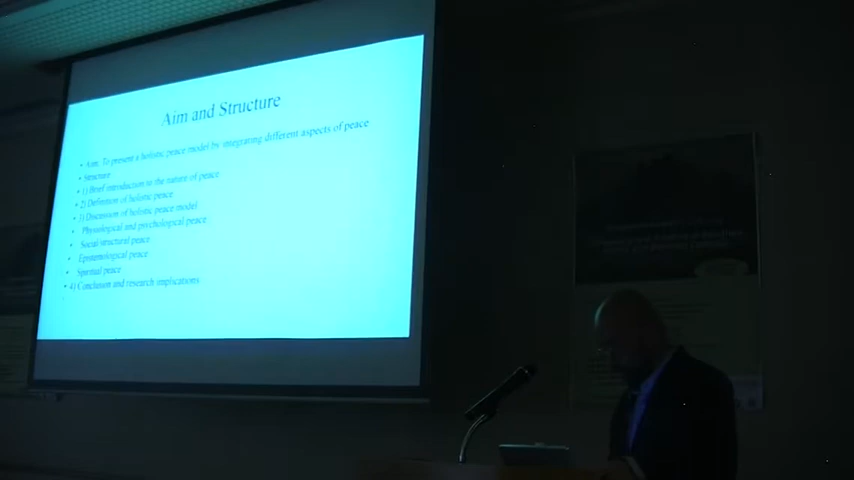 Aim and Structure
• Aim. To present a holistic peace model by integrating different aspects of peace
• Structure
• 1) Brief introduction to the nature of peace
• 2) Definition of holistic peace
• 3) Discussion of holistic peace model
• Physiological and psychological peace
• Social structural peace
• Epistemological peace
• Spiritual peace
• 4) Conclusion and research implications